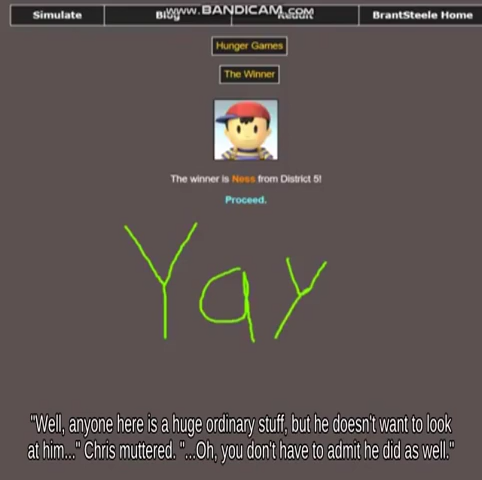 www.BANDICAM.COM
Simulate Blog Reddit BrantSteele Home
Hunger Games
The Winner
The winner is Ness from District 5!
Proceed.
Yay
"Well, anyone here is a huge ordinary stuff, but he doesn't want to look
at him..." Chris muttered. "...Oh, you don't have to admit he did as well."